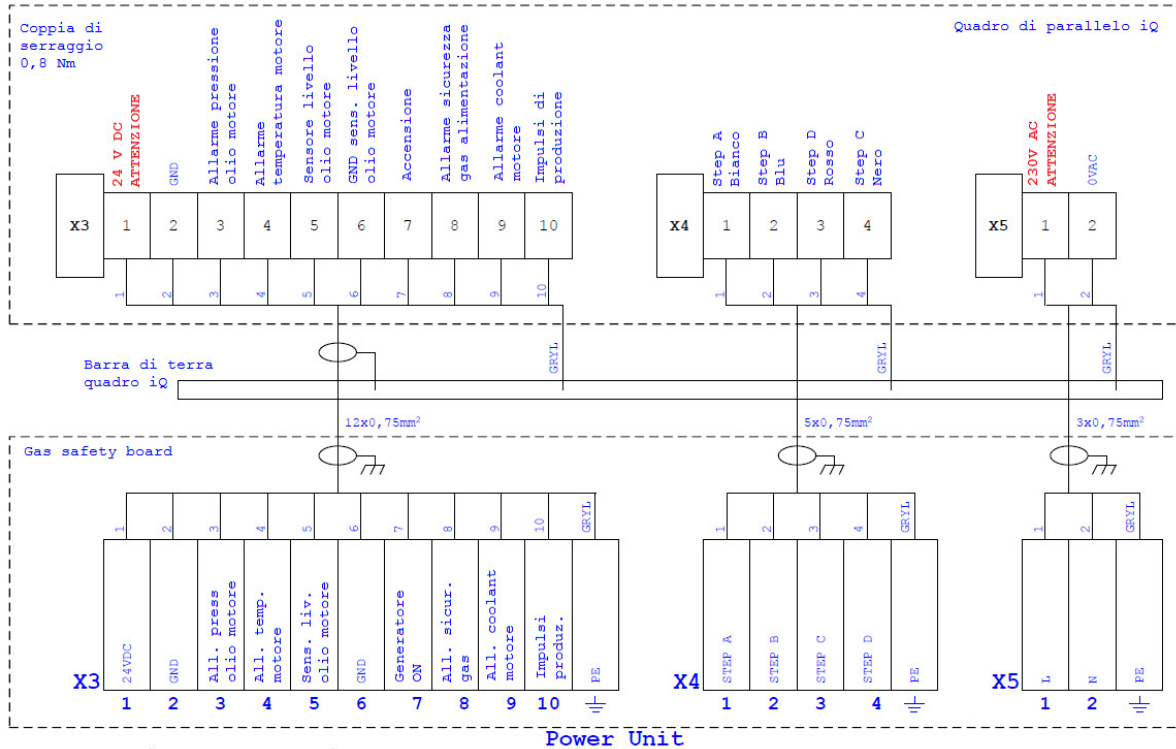 Coppia di
serraggio
0,8 Nm
Quadro di parallelo iQ
24 V DC
ATTENZIONE
GND
Allarme pressione
olio motore
Allarme
temperatura motore
Sensore livello
olio motore
GND sens. livello
olio motore
Accensione
Allarme sicurezza
gas alimentazione
Allarme coolant
motore
Impulsi di
produzione
Step A
Bianco
Step B
Blu
Step D
Rosso
Step C
Nero
230V AC
ATTENZIONE
0VAC
X3 1 2 3 4 5 6 7 8 9 10
X4 1 2 3 4
X5 1 2
1 2 3 4 5 6 7 8 9 10
1 2 3 4
1 2
GRYL
GRYL
GRYL
Barra di terra
quadro iQ
12x0,75mm²
5x0,75mm²
3x0,75mm²
Gas safety board
1 2 3 4 5 6 7 8 9 10 GRYL
1 2 3 4 GRYL
1 2 GRYL
24VDC
GND
All. press
olio motore
All. temp.
motore
Sens. liv.
olio motore
GND
Generatore
ON
All. sicur.
gas
All. coolant
motore
Impulsi
produz.
PE
STEP A
STEP B
STEP C
STEP D
PE
L
N
PE
X3
1 2 3 4 5 6 7 8 9 10
X4
1 2 3 4
X5
1 2
Power Unit